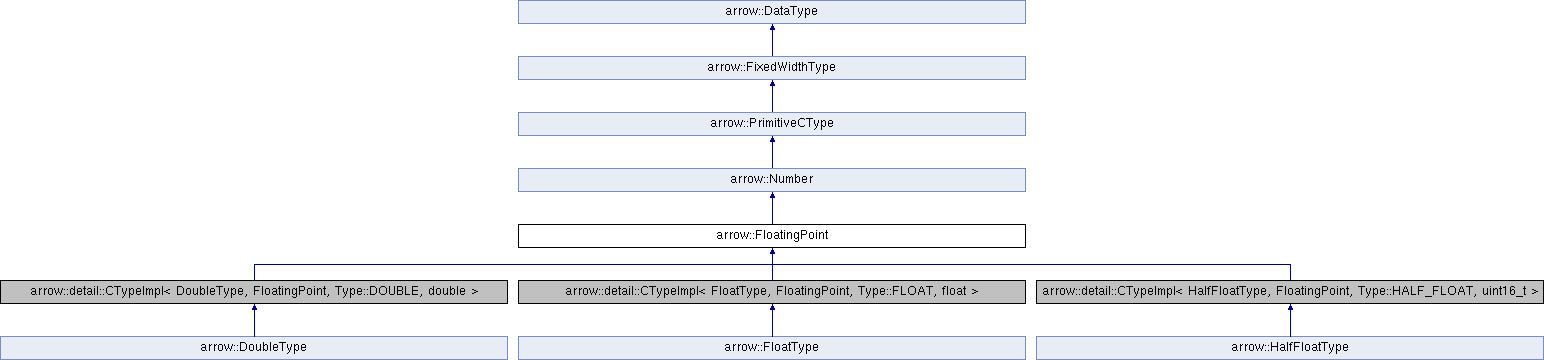 arrow::DataType
arrow::FixedWidthType
arrow::PrimitiveCType
arrow::Number
arrow::FloatingPoint
arrow::detail::CTypeImpl< DoubleType, FloatingPoint, Type::DOUBLE, double >
arrow::detail::CTypeImpl< FloatType, FloatingPoint, Type::FLOAT, float >
arrow::detail::CTypeImpl< HalfFloatType, FloatingPoint, Type::HALF_FLOAT, uint16_t >
arrow::DoubleType
arrow::FloatType
arrow::HalfFloatType